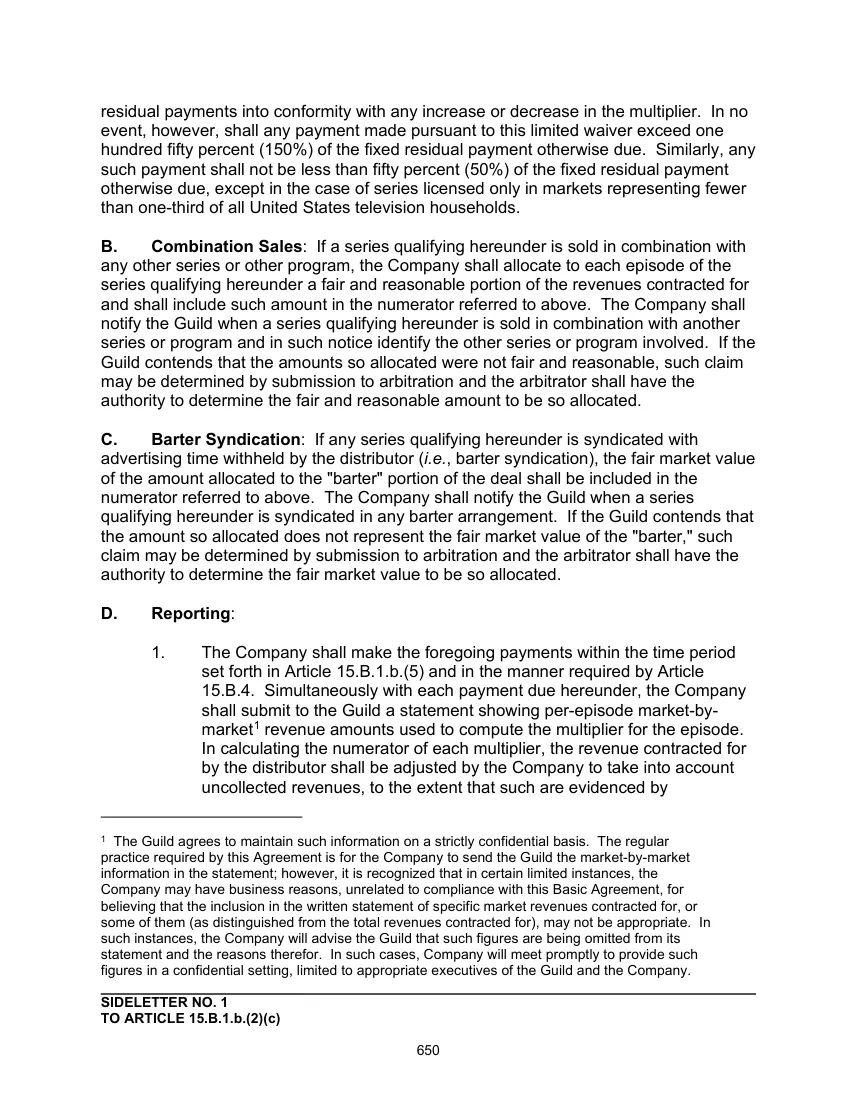 residual payments into conformity with any increase or decrease in the multiplier.  In no
event, however, shall any payment made pursuant to this limited waiver exceed one
hundred fifty percent (150%) of the fixed residual payment otherwise due.  Similarly, any
such payment shall not be less than fifty percent (50%) of the fixed residual payment
otherwise due, except in the case of series licensed only in markets representing fewer
than one-third of all United States television households.
B. Combination Sales:  If a series qualifying hereunder is sold in combination with
any other series or other program, the Company shall allocate to each episode of the
series qualifying hereunder a fair and reasonable portion of the revenues contracted for
and shall include such amount in the numerator referred to above.  The Company shall
notify the Guild when a series qualifying hereunder is sold in combination with another
series or program and in such notice identify the other series or program involved.  If the
Guild contends that the amounts so allocated were not fair and reasonable, such claim
may be determined by submission to arbitration and the arbitrator shall have the
authority to determine the fair and reasonable amount to be so allocated.
C. Barter Syndication:  If any series qualifying hereunder is syndicated with
advertising time withheld by the distributor (i.e., barter syndication), the fair market value
of the amount allocated to the "barter" portion of the deal shall be included in the
numerator referred to above.  The Company shall notify the Guild when a series
qualifying hereunder is syndicated in any barter arrangement.  If the Guild contends that
the amount so allocated does not represent the fair market value of the "barter," such
claim may be determined by submission to arbitration and the arbitrator shall have the
authority to determine the fair market value to be so allocated.
D. Reporting:
1. The Company shall make the foregoing payments within the time period
set forth in Article 15.B.1.b.(5) and in the manner required by Article
15.B.4.  Simultaneously with each payment due hereunder, the Company
shall submit to the Guild a statement showing per-episode market-by-
market¹ revenue amounts used to compute the multiplier for the episode.
In calculating the numerator of each multiplier, the revenue contracted for
by the distributor shall be adjusted by the Company to take into account
uncollected revenues, to the extent that such are evidenced by
¹  The Guild agrees to maintain such information on a strictly confidential basis.  The regular
practice required by this Agreement is for the Company to send the Guild the market-by-market
information in the statement; however, it is recognized that in certain limited instances, the
Company may have business reasons, unrelated to compliance with this Basic Agreement, for
believing that the inclusion in the written statement of specific market revenues contracted for, or
some of them (as distinguished from the total revenues contracted for), may not be appropriate.  In
such instances, the Company will advise the Guild that such figures are being omitted from its
statement and the reasons therefor.  In such cases, Company will meet promptly to provide such
figures in a confidential setting, limited to appropriate executives of the Guild and the Company.
SIDELETTER NO. 1
TO ARTICLE 15.B.1.b.(2)(c)
650